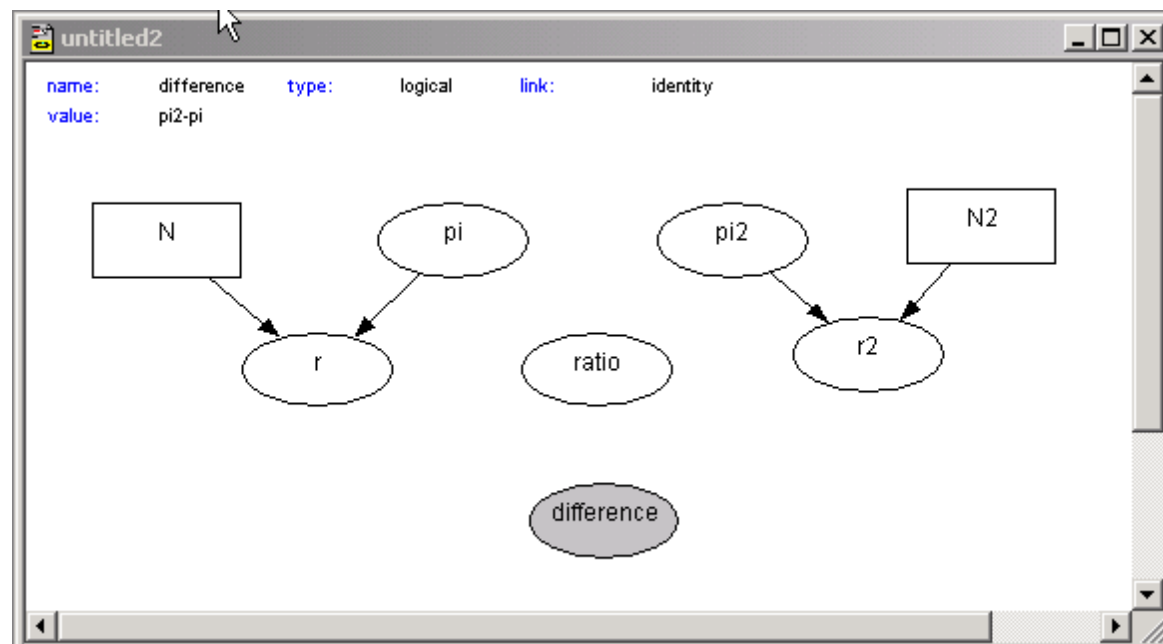 untitled2
name: difference type: logical link: identity
value: pi2-pi
N pi pi2 N2
r ratio r2
difference